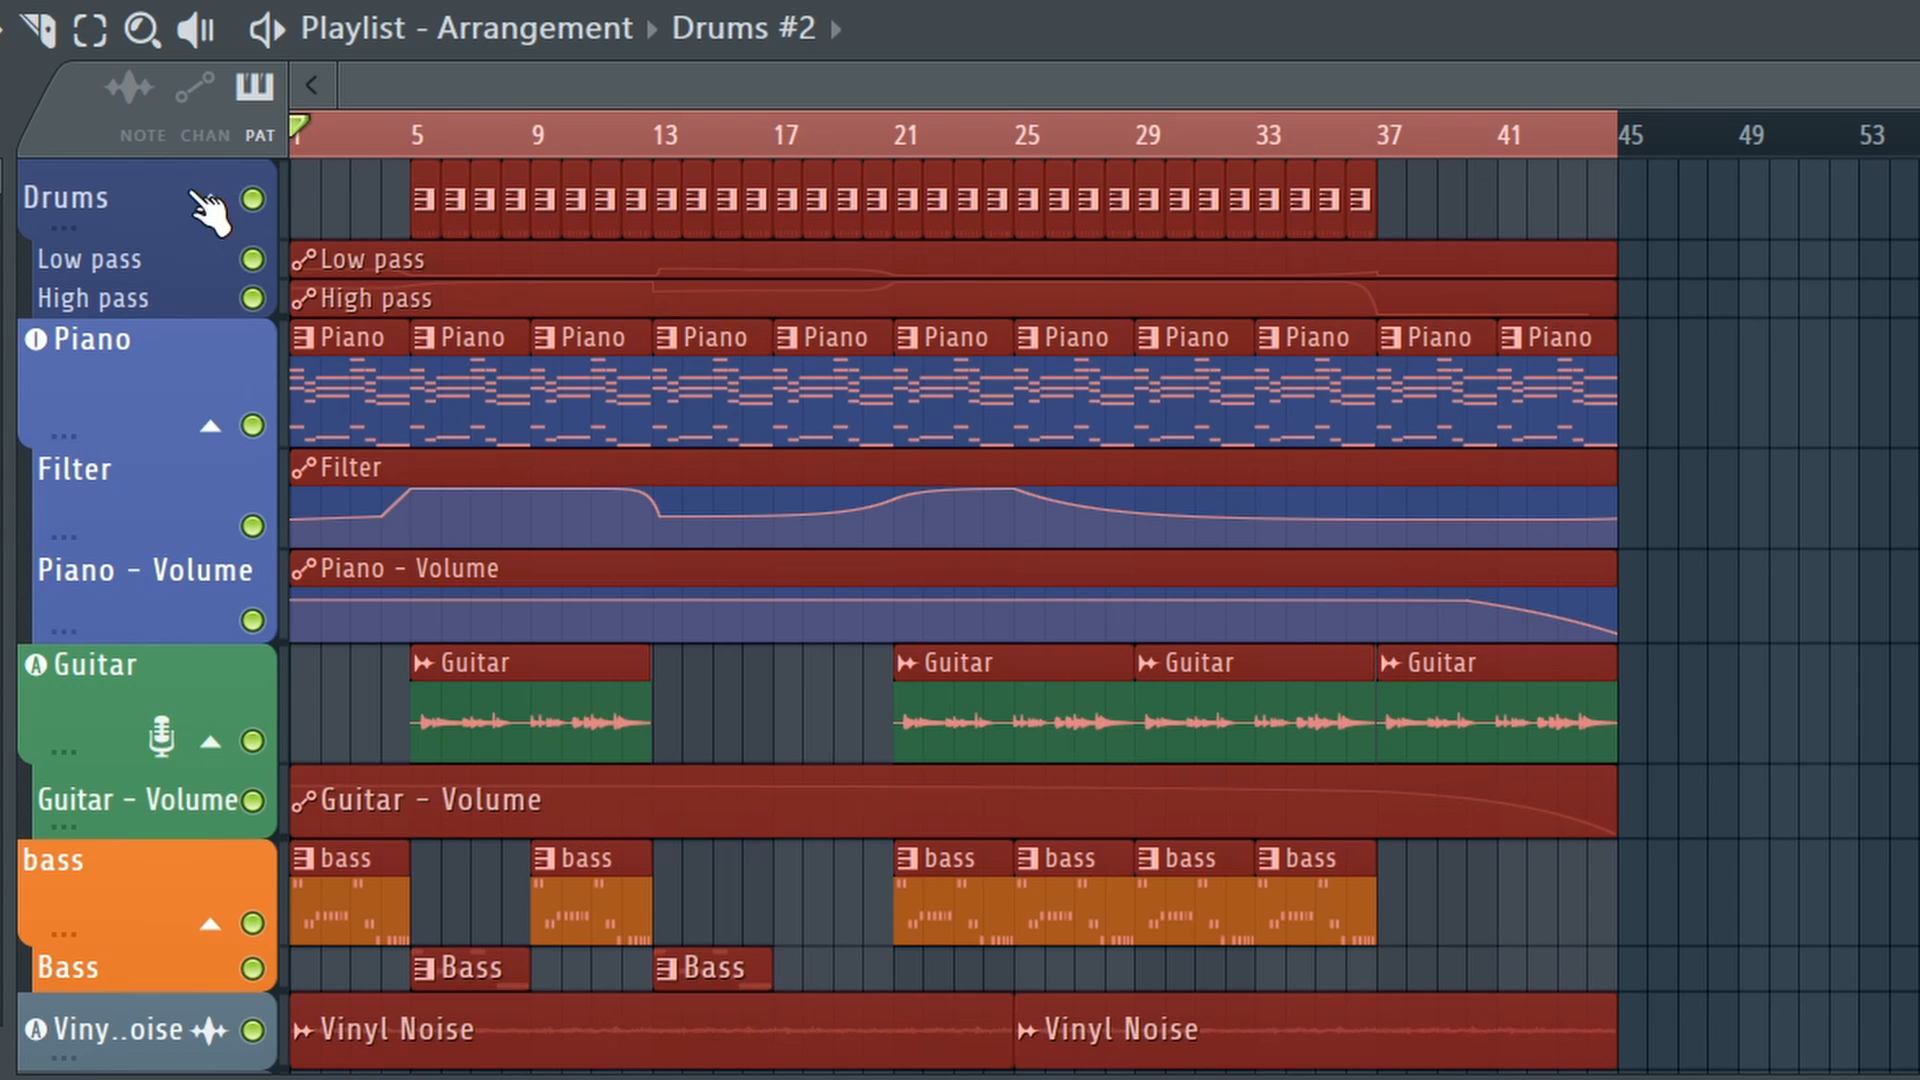 Playlist - Arrangement ▸ Drums #2 ▸
NOTE CHAN PAT
1 5 9 13 17 21 25 29 33 37 41 45 49 53
Drums
Low pass
Low pass
High pass
High pass
Piano
Piano Piano Piano Piano Piano Piano Piano Piano Piano Piano Piano
Filter
Filter
Piano - Volume
Piano - Volume
Guitar
Guitar Guitar Guitar Guitar
Guitar - Volume
Guitar - Volume
bass
bass bass bass bass bass bass
Bass
Bass Bass
Viny..oise
Vinyl Noise Vinyl Noise